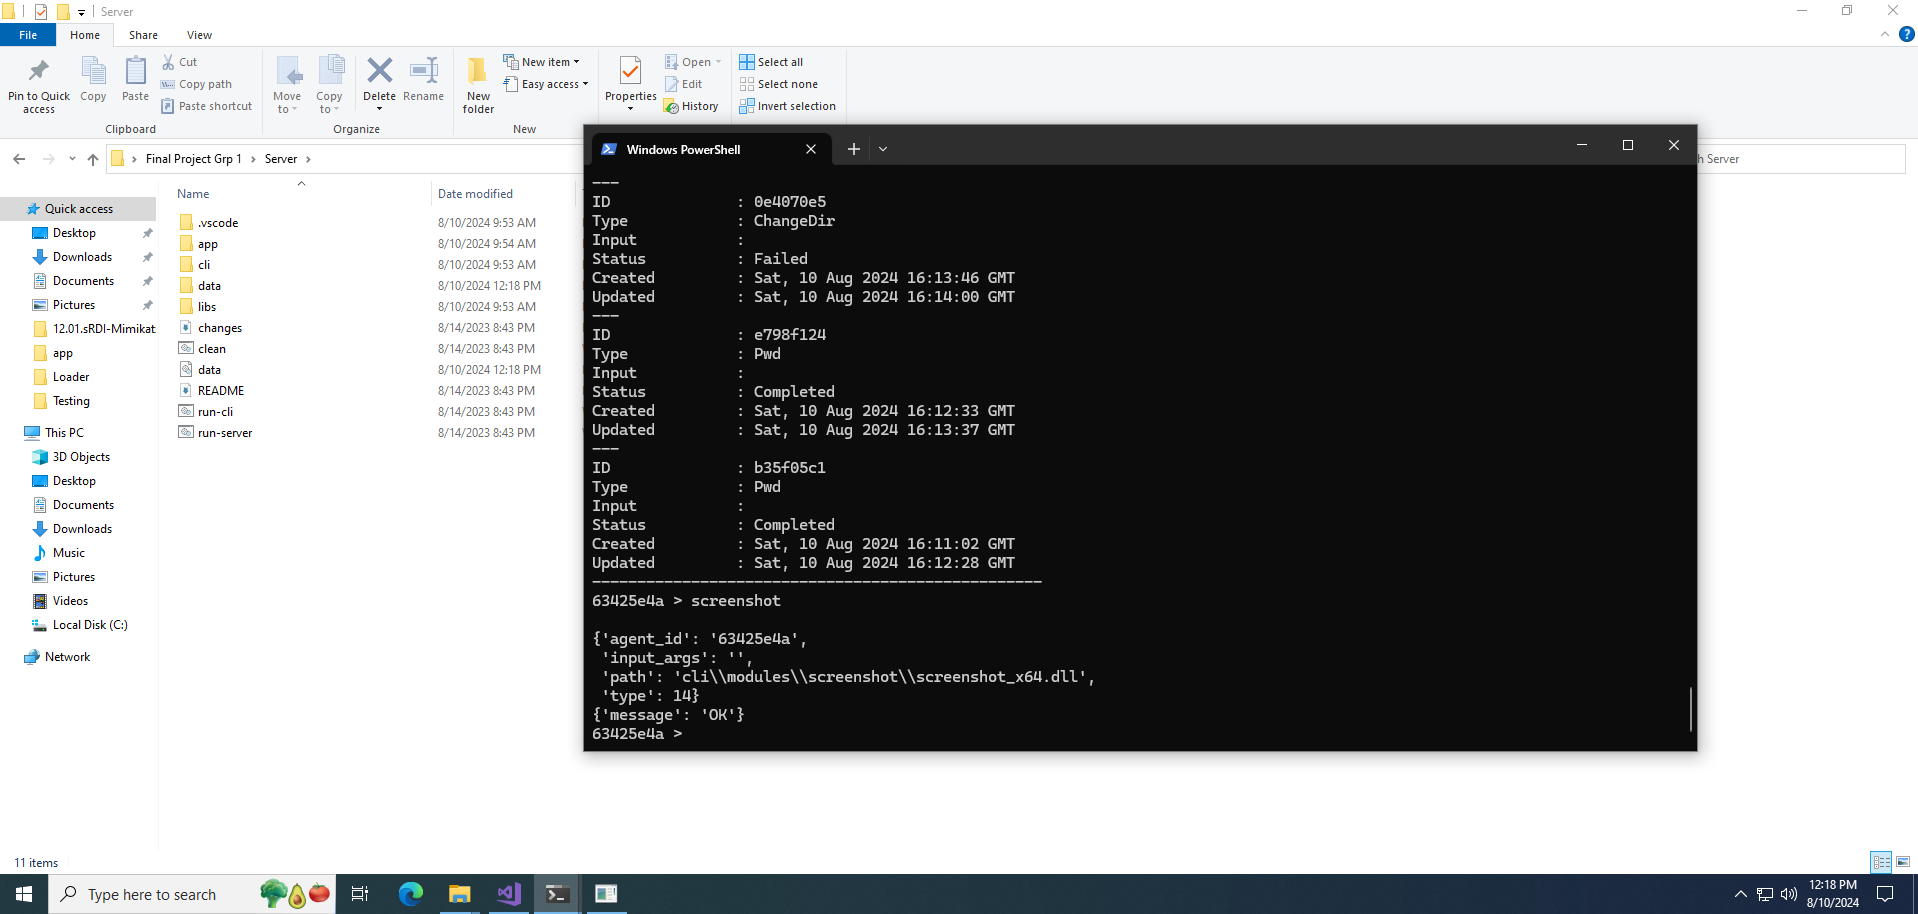 Server
File
Home
Share
View
Pin to Quick access
Copy
Paste
Cut
Copy path
Paste shortcut
Clipboard
Move to
Copy to
Delete
Rename
Organize
New folder
New item
Easy access
New
Properties
Open
Edit
History
Select all
Select none
Invert selection
Final Project Grp 1 > Server >
h Server
Name
Date modified
.vscode 8/10/2024 9:53 AM
app 8/10/2024 9:54 AM
cli 8/10/2024 9:53 AM
data 8/10/2024 12:18 PM
libs 8/10/2024 9:53 AM
changes 8/14/2023 8:43 PM
clean 8/14/2023 8:43 PM
data 8/10/2024 12:18 PM
README 8/14/2023 8:43 PM
run-cli 8/14/2023 8:43 PM
run-server 8/14/2023 8:43 PM
Quick access
Desktop
Downloads
Documents
Pictures
12.01.sRDI-Mimikat
app
Loader
Testing
This PC
3D Objects
Desktop
Documents
Downloads
Music
Pictures
Videos
Local Disk (C:)
Network
11 items
Windows PowerShell
---
ID : 0e4070e5
Type : ChangeDir
Input :
Status : Failed
Created : Sat, 10 Aug 2024 16:13:46 GMT
Updated : Sat, 10 Aug 2024 16:14:00 GMT
---
ID : e798f124
Type : Pwd
Input :
Status : Completed
Created : Sat, 10 Aug 2024 16:12:33 GMT
Updated : Sat, 10 Aug 2024 16:13:37 GMT
---
ID : b35f05c1
Type : Pwd
Input :
Status : Completed
Created : Sat, 10 Aug 2024 16:11:02 GMT
Updated : Sat, 10 Aug 2024 16:12:28 GMT
--------------------------------------------------
63425e4a > screenshot
{'agent_id': '63425e4a',
'input_args': '',
'path': 'cli\\modules\\screenshot\\screenshot_x64.dll',
'type': 14}
{'message': 'OK'}
63425e4a >
Type here to search
12:18 PM
8/10/2024